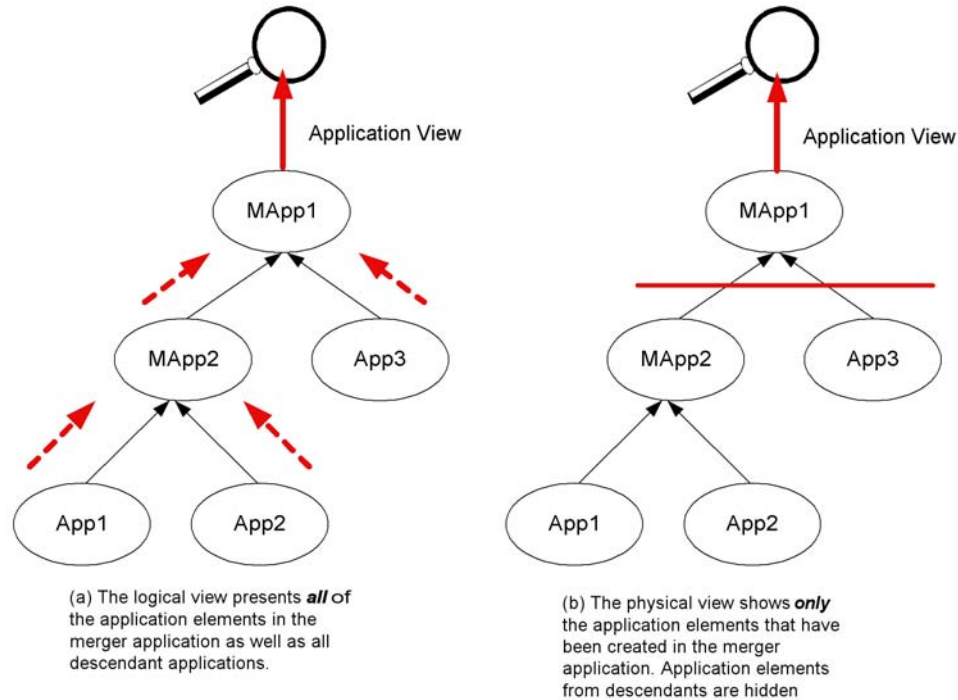 Application View
MApp1
MApp2
App3
App1
App2
(a) The logical view presents all of
the application elements in the
merger application as well as all
descendant applications.
Application View
MApp1
MApp2
App3
App1
App2
(b) The physical view shows only
the application elements that have
been created in the merger
application. Application elements
from descendants are hidden